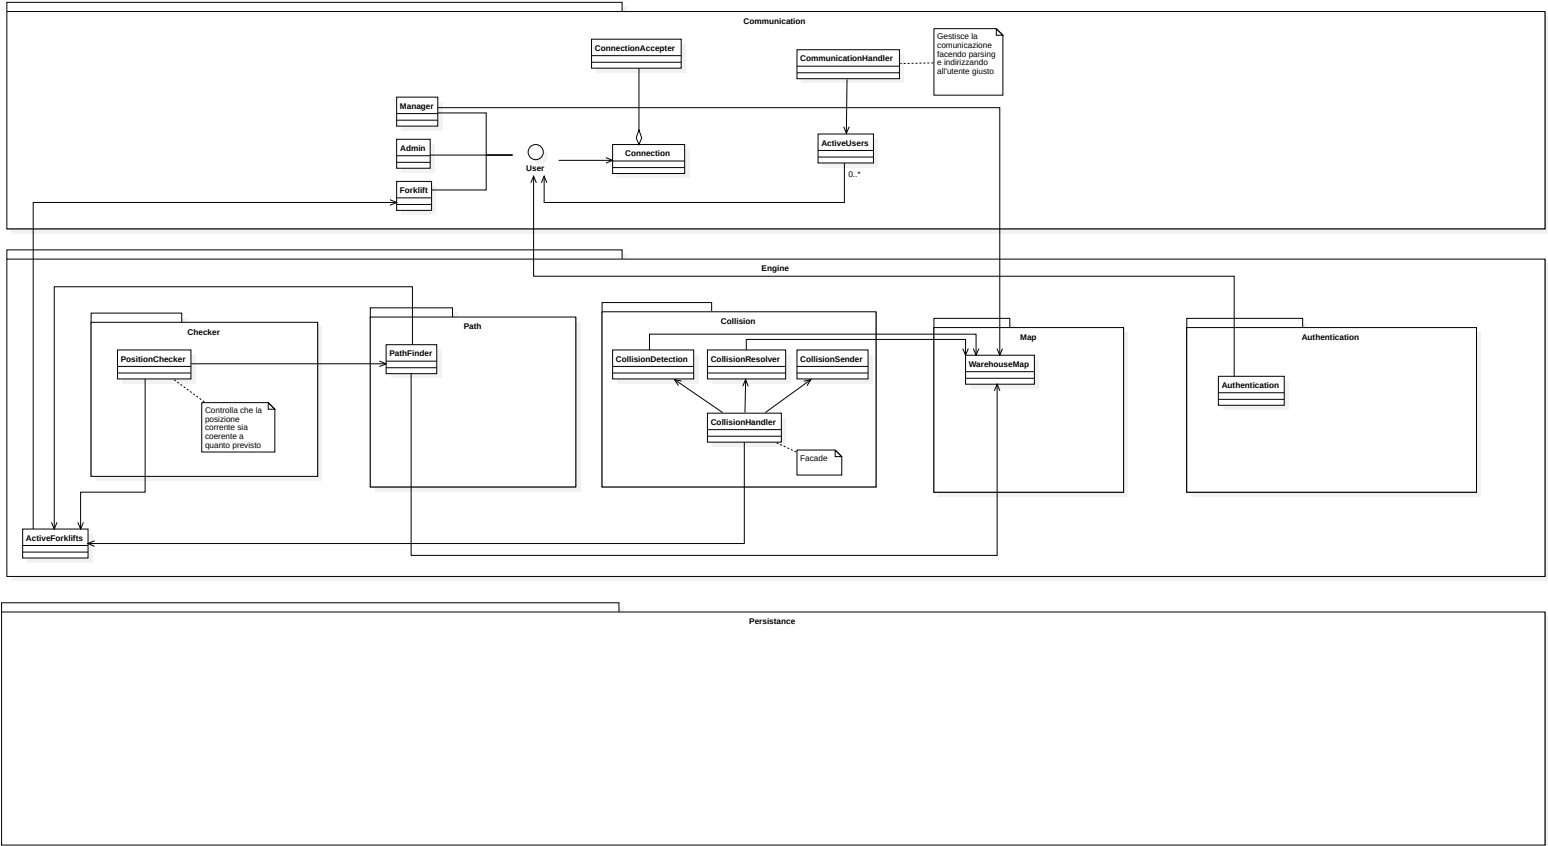 Communication
ConnectionAccepter
CommunicationHandler
Gestisce la
comunicazione
facendo parsing
e indirizzando
all'utente giusto
Manager
Admin
Forklift
User
Connection
ActiveUsers
0..*
Engine
Checker
PositionChecker
Controlla che la
posizione
corrente sia
coerente a
quanto previsto
Path
PathFinder
Collision
CollisionDetection
CollisionResolver
CollisionSender
CollisionHandler
Facade
Map
WarehouseMap
Authentication
Authentication
ActiveForklifts
Persistance